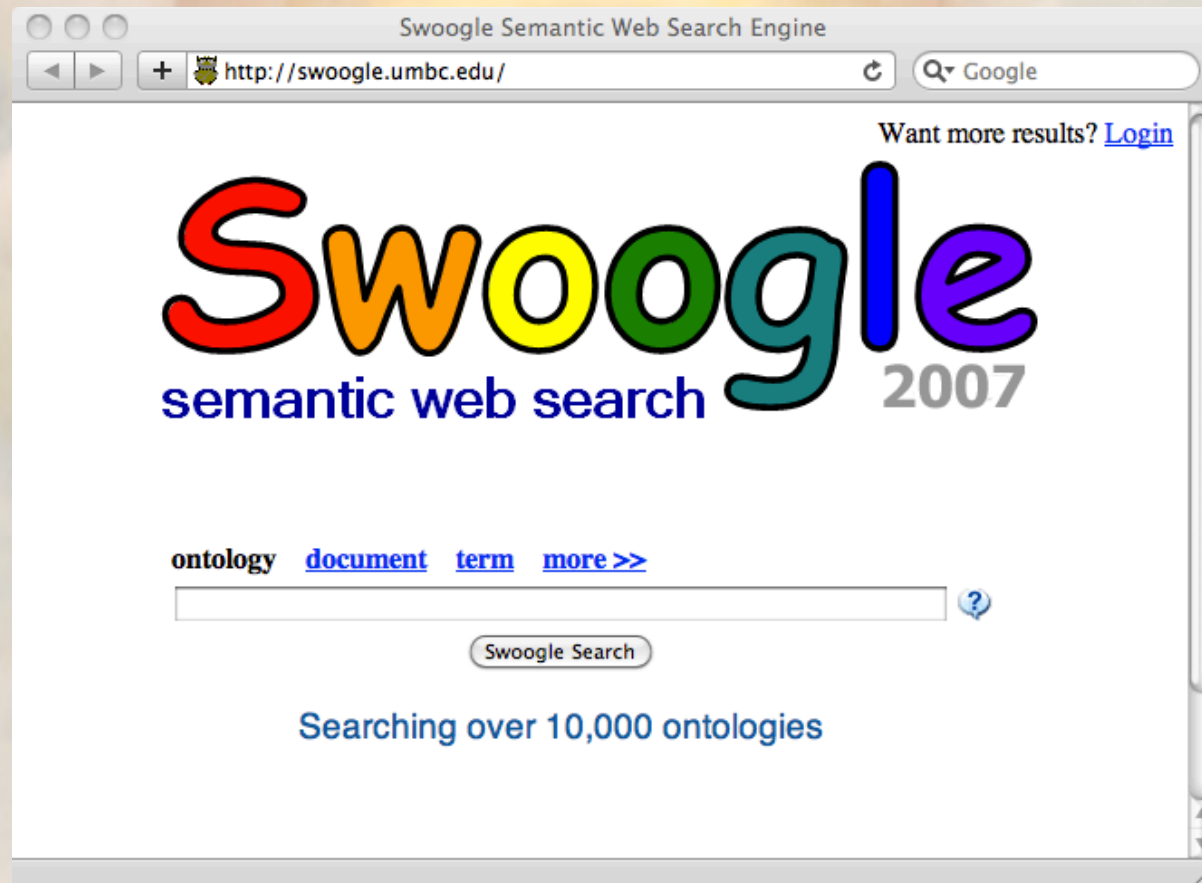 Swoogle Semantic Web Search Engine
+ http://swoogle.umbc.edu/ Google
Want more results? Login
Swoogle
semantic web search 2007
ontology document term more >>
?
Swoogle Search
Searching over 10,000 ontologies